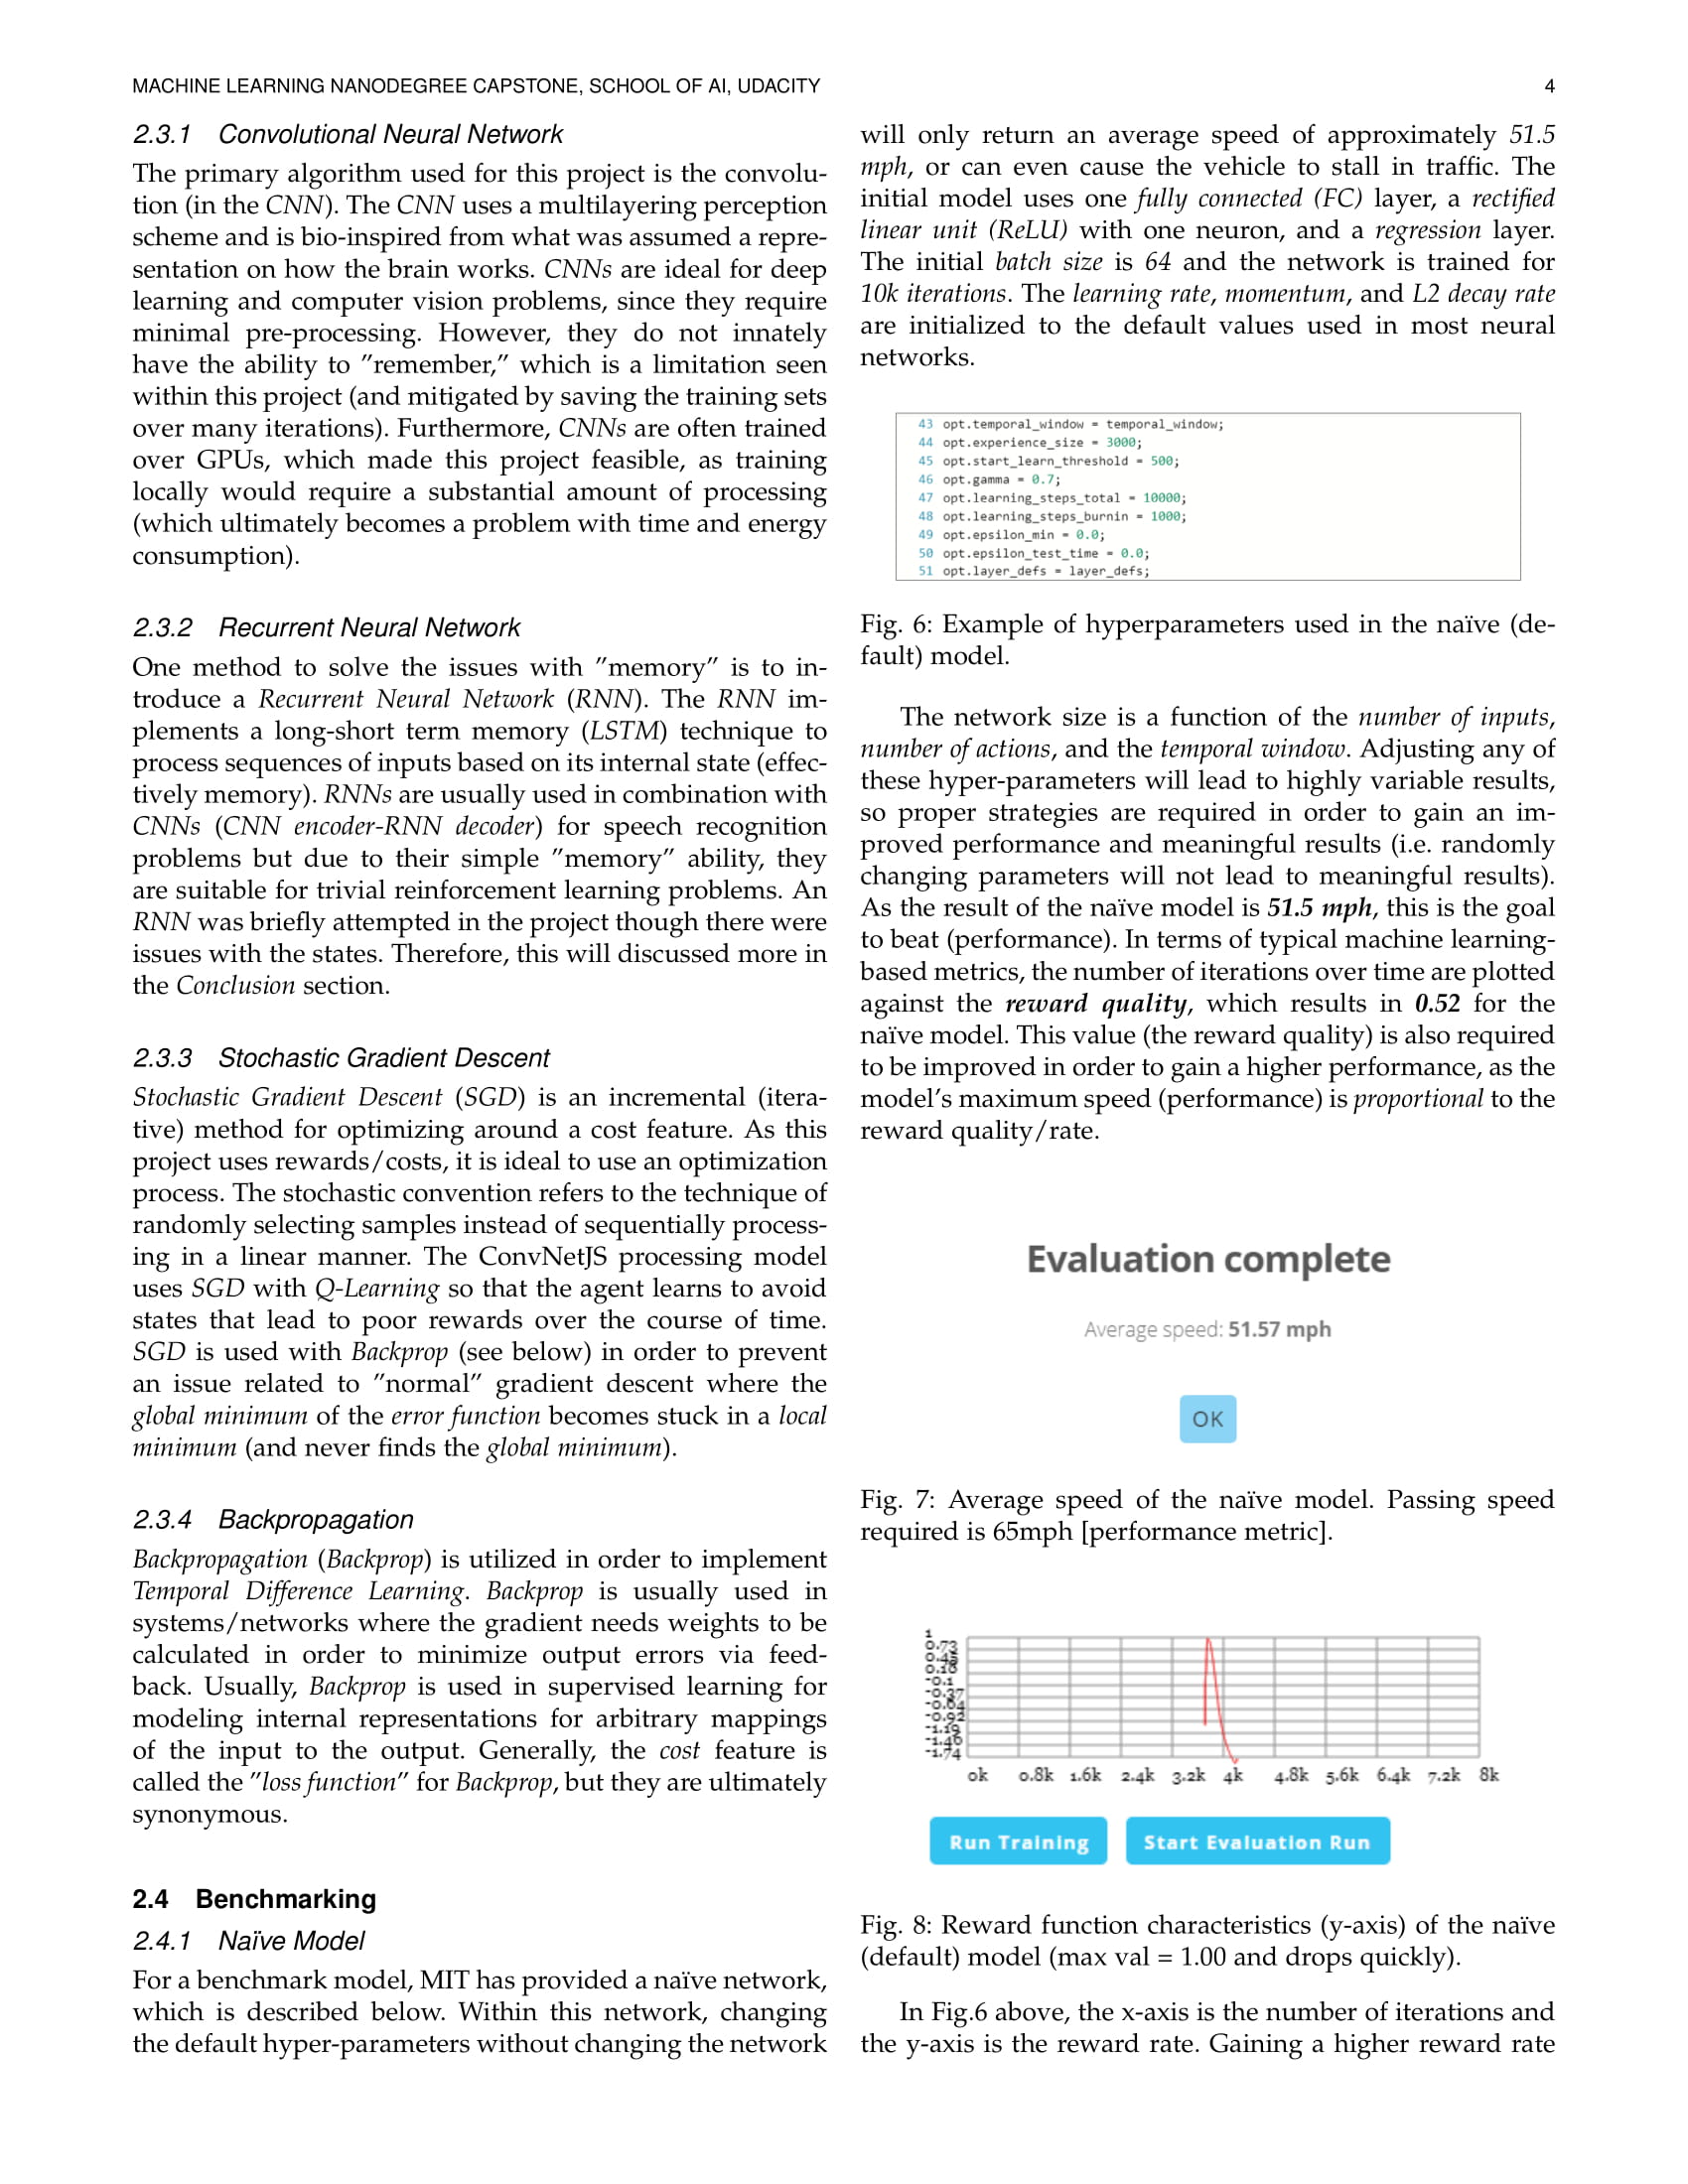 MACHINE LEARNING NANODEGREE CAPSTONE, SCHOOL OF AI, UDACITY 4
2.3.1 Convolutional Neural Network
The primary algorithm used for this project is the convolu-
tion (in the CNN). The CNN uses a multilayering perception
scheme and is bio-inspired from what was assumed a repre-
sentation on how the brain works. CNNs are ideal for deep
learning and computer vision problems, since they require
minimal pre-processing. However, they do not innately
have the ability to ”remember,” which is a limitation seen
within this project (and mitigated by saving the training sets
over many iterations). Furthermore, CNNs are often trained
over GPUs, which made this project feasible, as training
locally would require a substantial amount of processing
(which ultimately becomes a problem with time and energy
consumption).
2.3.2 Recurrent Neural Network
One method to solve the issues with ”memory” is to in-
troduce a Recurrent Neural Network (RNN). The RNN im-
plements a long-short term memory (LSTM) technique to
process sequences of inputs based on its internal state (effec-
tively memory). RNNs are usually used in combination with
CNNs (CNN encoder-RNN decoder) for speech recognition
problems but due to their simple ”memory” ability, they
are suitable for trivial reinforcement learning problems. An
RNN was briefly attempted in the project though there were
issues with the states. Therefore, this will discussed more in
the Conclusion section.
2.3.3 Stochastic Gradient Descent
Stochastic Gradient Descent (SGD) is an incremental (itera-
tive) method for optimizing around a cost feature. As this
project uses rewards/costs, it is ideal to use an optimization
process. The stochastic convention refers to the technique of
randomly selecting samples instead of sequentially process-
ing in a linear manner. The ConvNetJS processing model
uses SGD with Q-Learning so that the agent learns to avoid
states that lead to poor rewards over the course of time.
SGD is used with Backprop (see below) in order to prevent
an issue related to ”normal” gradient descent where the
global minimum of the error function becomes stuck in a local
minimum (and never finds the global minimum).
2.3.4 Backpropagation
Backpropagation (Backprop) is utilized in order to implement
Temporal Difference Learning. Backprop is usually used in
systems/networks where the gradient needs weights to be
calculated in order to minimize output errors via feed-
back. Usually, Backprop is used in supervised learning for
modeling internal representations for arbitrary mappings
of the input to the output. Generally, the cost feature is
called the ”loss function” for Backprop, but they are ultimately
synonymous.
2.4 Benchmarking
2.4.1 Naïve Model
For a benchmark model, MIT has provided a naïve network,
which is described below. Within this network, changing
the default hyper-parameters without changing the network
will only return an average speed of approximately 51.5
mph, or can even cause the vehicle to stall in traffic. The
initial model uses one fully connected (FC) layer, a rectified
linear unit (ReLU) with one neuron, and a regression layer.
The initial batch size is 64 and the network is trained for
10k iterations. The learning rate, momentum, and L2 decay rate
are initialized to the default values used in most neural
networks.
43 opt.temporal_window = temporal_window;
44 opt.experience_size = 3000;
45 opt.start_learn_threshold = 500;
46 opt.gamma = 0.7;
47 opt.learning_steps_total = 10000;
48 opt.learning_steps_burnin = 1000;
49 opt.epsilon_min = 0.0;
50 opt.epsilon_test_time = 0.0;
51 opt.layer_defs = layer_defs;
Fig. 6: Example of hyperparameters used in the naïve (de-
fault) model.
The network size is a function of the number of inputs,
number of actions, and the temporal window. Adjusting any of
these hyper-parameters will lead to highly variable results,
so proper strategies are required in order to gain an im-
proved performance and meaningful results (i.e. randomly
changing parameters will not lead to meaningful results).
As the result of the naïve model is 51.5 mph, this is the goal
to beat (performance). In terms of typical machine learning-
based metrics, the number of iterations over time are plotted
against the reward quality, which results in 0.52 for the
naïve model. This value (the reward quality) is also required
to be improved in order to gain a higher performance, as the
model's maximum speed (performance) is proportional to the
reward quality/rate.
Evaluation complete
Average speed: 51.57 mph
OK
Fig. 7: Average speed of the naïve model. Passing speed
required is 65mph [performance metric].
1
0.73
0.45
0.18
-0.1
-0.37
-0.64
-0.92
-1.19
-1.46
-1.74
0k 0.8k 1.6k 2.4k 3.2k 4k 4.8k 5.6k 6.4k 7.2k 8k
Run Training Start Evaluation Run
Fig. 8: Reward function characteristics (y-axis) of the naïve
(default) model (max val = 1.00 and drops quickly).
In Fig.6 above, the x-axis is the number of iterations and
the y-axis is the reward rate. Gaining a higher reward rate